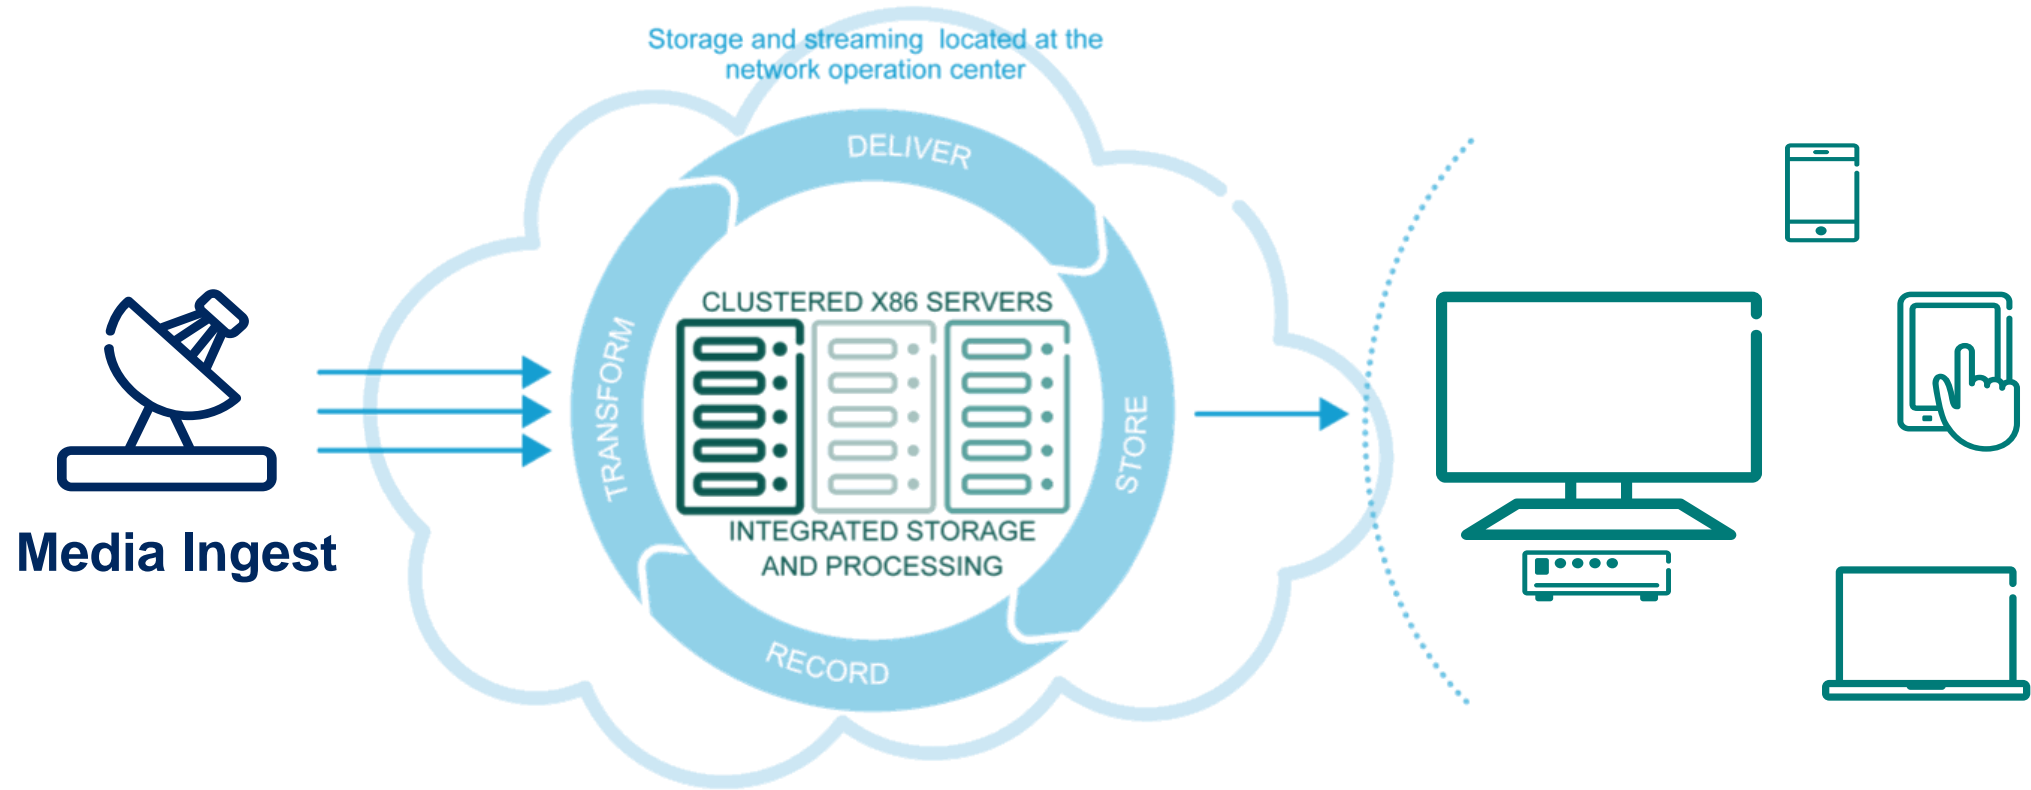 Storage and streaming located at the
network operation center
DELIVER
TRANSFORM
CLUSTERED X86 SERVERS
STORE
INTEGRATED STORAGE
AND PROCESSING
Media Ingest
RECORD